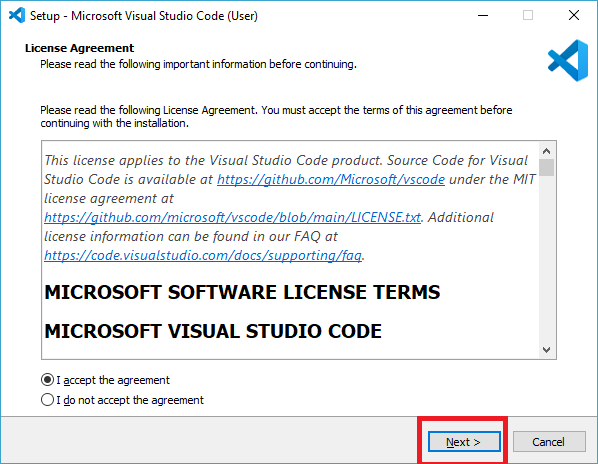 Setup - Microsoft Visual Studio Code (User)
License Agreement
Please read the following important information before continuing.
Please read the following License Agreement. You must accept the terms of this agreement before
continuing with the installation.
This license applies to the Visual Studio Code product. Source Code for Visual
Studio Code is available at https://github.com/Microsoft/vscode under the MIT
license agreement at
https://github.com/microsoft/vscode/blob/main/LICENSE.txt. Additional
license information can be found in our FAQ at
https://code.visualstudio.com/docs/supporting/faq.
MICROSOFT SOFTWARE LICENSE TERMS
MICROSOFT VISUAL STUDIO CODE
I accept the agreement
I do not accept the agreement
Next > Cancel